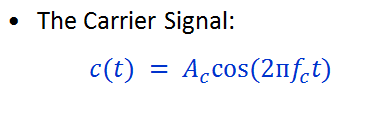 • The Carrier Signal:
c(t) = A_c cos(2πf_c t)